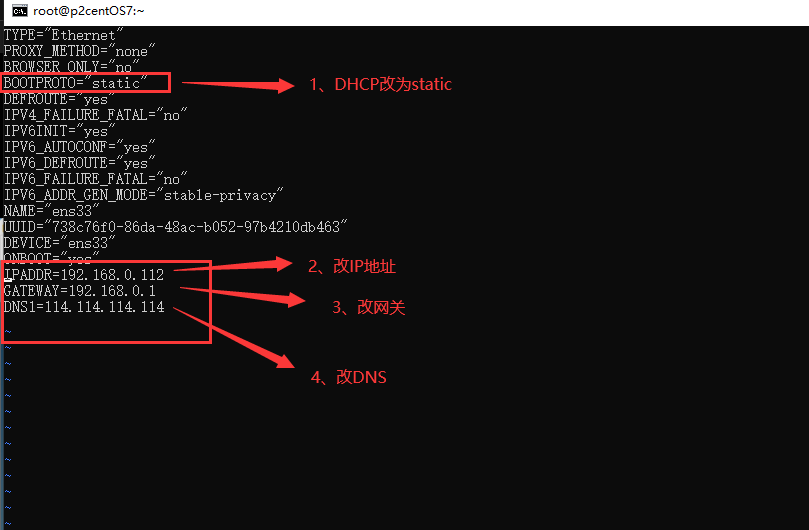 root@p2centOS7:~
TYPE="Ethernet"
PROXY_METHOD="none"
BROWSER_ONLY="no"
BOOTPROTO="static"
1、DHCP改为static
DEFROUTE="yes"
IPV4_FAILURE_FATAL="no"
IPV6INIT="yes"
IPV6_AUTOCONF="yes"
IPV6_DEFROUTE="yes"
IPV6_FAILURE_FATAL="no"
IPV6_ADDR_GEN_MODE="stable-privacy"
NAME="ens33"
UUID="738c76f0-86da-48ac-b052-97b4210db463"
DEVICE="ens33"
ONBOOT="yes"
IPADDR=192.168.0.112
2、改IP地址
GATEWAY=192.168.0.1
3、改网关
DNS1=114.114.114.114
4、改DNS
~
~
~
~
~
~
~
~
~
~
~
~
~